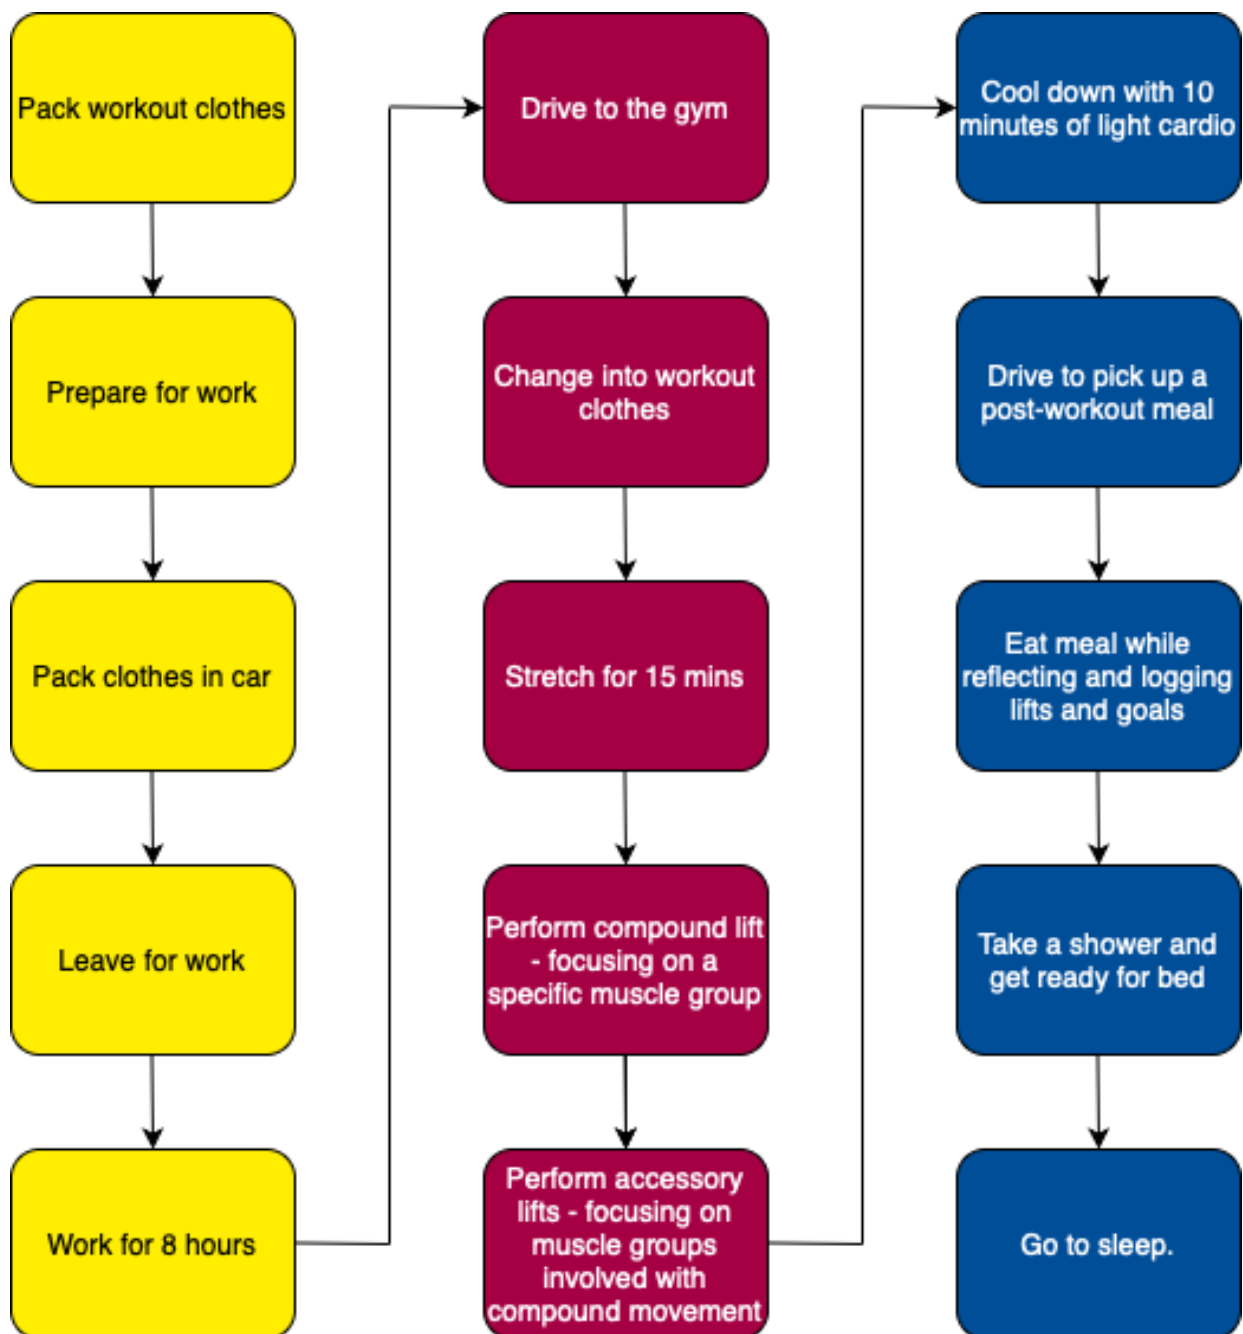 Pack workout clothes
Prepare for work
Pack clothes in car
Leave for work
Work for 8 hours
Drive to the gym
Change into workout
clothes
Stretch for 15 mins
Perform compound lift
- focusing on a
specific muscle group
Perform accessory
lifts - focusing on
muscle groups
involved with
compound movement
Cool down with 10
minutes of light cardio
Drive to pick up a
post-workout meal
Eat meal while
reflecting and logging
lifts and goals
Take a shower and
get ready for bed
Go to sleep.